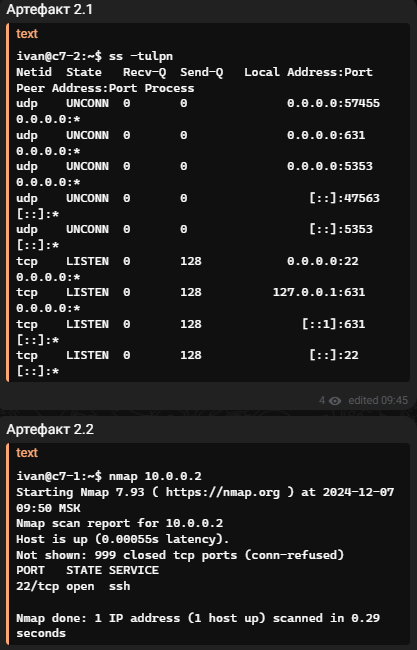 Артефакт 2.1
text
ivan@c7-2:~$ ss -tulpn
Netid  State   Recv-Q  Send-Q   Local Address:Port
Peer Address:Port Process
udp    UNCONN  0       0              0.0.0.0:57455
0.0.0.0:*
udp    UNCONN  0       0              0.0.0.0:631
0.0.0.0:*
udp    UNCONN  0       0              0.0.0.0:5353
0.0.0.0:*
udp    UNCONN  0       0                 [::]:47563
[::]:*
udp    UNCONN  0       0                 [::]:5353
[::]:*
tcp    LISTEN  0       128            0.0.0.0:22
0.0.0.0:*
tcp    LISTEN  0       128          127.0.0.1:631
0.0.0.0:*
tcp    LISTEN  0       128              [::1]:631
[::]:*
tcp    LISTEN  0       128               [::]:22
[::]:*
4 edited 09:45
Артефакт 2.2
text
ivan@c7-1:~$ nmap 10.0.0.2
Starting Nmap 7.93 ( https://nmap.org ) at 2024-12-07
09:50 MSK
Nmap scan report for 10.0.0.2
Host is up (0.00055s latency).
Not shown: 999 closed tcp ports (conn-refused)
PORT   STATE SERVICE
22/tcp open  ssh
Nmap done: 1 IP address (1 host up) scanned in 0.29
seconds